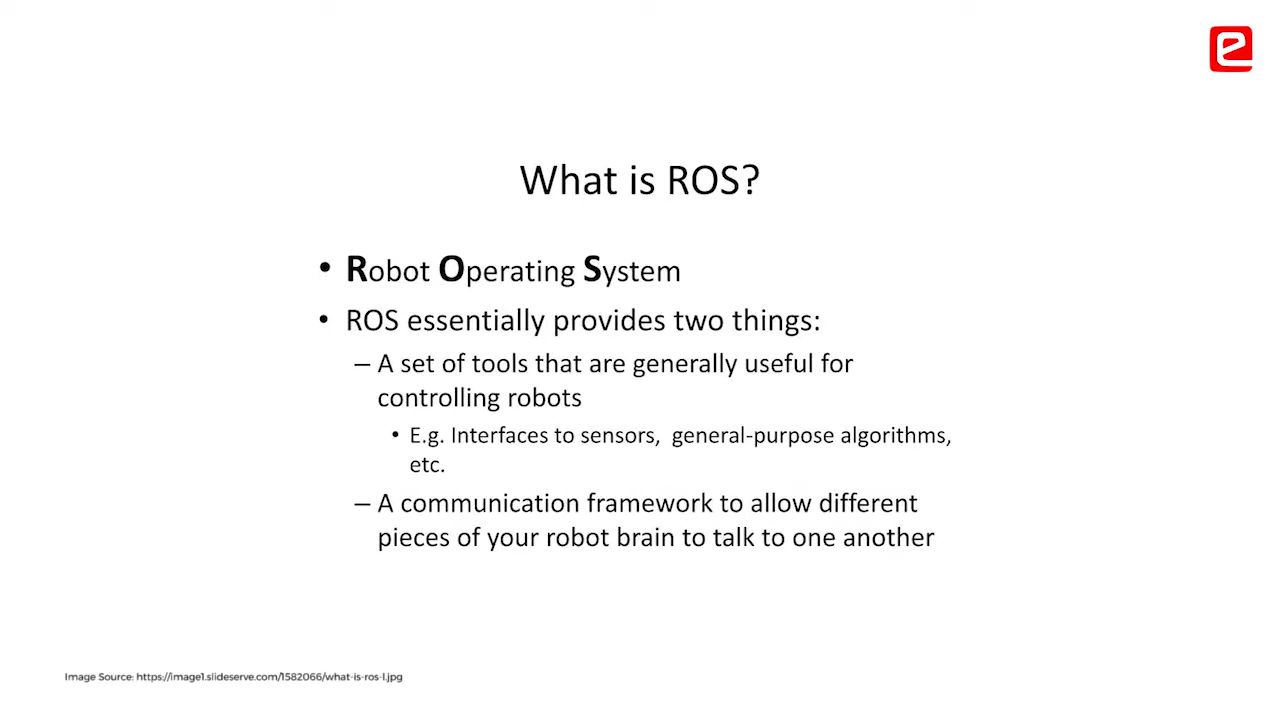 What is ROS?
• Robot Operating System
• ROS essentially provides two things:
– A set of tools that are generally useful for
controlling robots
• E.g. Interfaces to sensors, general-purpose algorithms,
etc.
– A communication framework to allow different
pieces of your robot brain to talk to one another
Image Source: https://image1.slideserve.com/1582066/what-is-ros-l.jpg